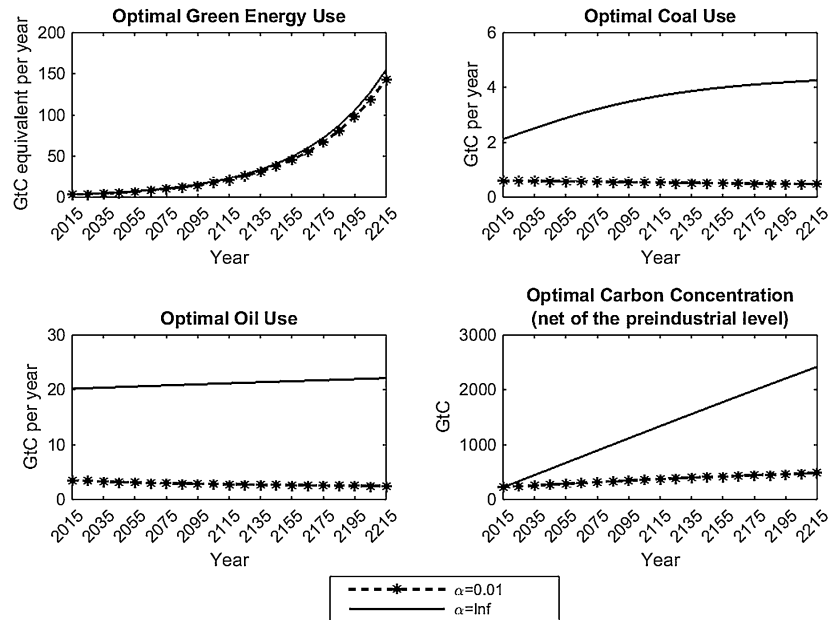 Optimal Green Energy Use
GtC equivalent per year
200
150
100
50
0
2015 2035 2055 2075 2095 2115 2135 2155 2175 2195 2215
Year
Optimal Coal Use
GtC per year
6
4
2
0
2015 2035 2055 2075 2095 2115 2135 2155 2175 2195 2215
Year
Optimal Oil Use
GtC per year
30
20
10
0
2015 2035 2055 2075 2095 2115 2135 2155 2175 2195 2215
Year
Optimal Carbon Concentration
(net of the preindustrial level)
GtC
3000
2000
1000
0
2015 2035 2055 2075 2095 2115 2135 2155 2175 2195 2215
Year
α=0.01
α=Inf